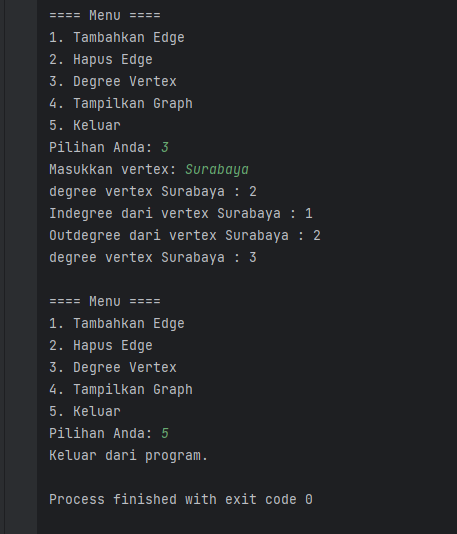 ==== Menu ====
1. Tambahkan Edge
2. Hapus Edge
3. Degree Vertex
4. Tampilkan Graph
5. Keluar
Pilihan Anda: 3
Masukkan vertex: Surabaya
degree vertex Surabaya : 2
Indegree dari vertex Surabaya : 1
Outdegree dari vertex Surabaya : 2
degree vertex Surabaya : 3

==== Menu ====
1. Tambahkan Edge
2. Hapus Edge
3. Degree Vertex
4. Tampilkan Graph
5. Keluar
Pilihan Anda: 5
Keluar dari program.

Process finished with exit code 0